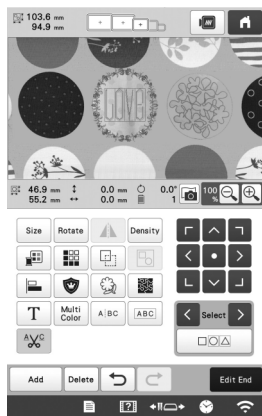 103.6 mm
94.9 mm
LOVE
46.9 mm 0.0 mm 0.0°
55.2 mm 0.0 mm 1
100 %
Size Rotate Density
T Multi Color A BC ABC
Select
Add Delete Edit End